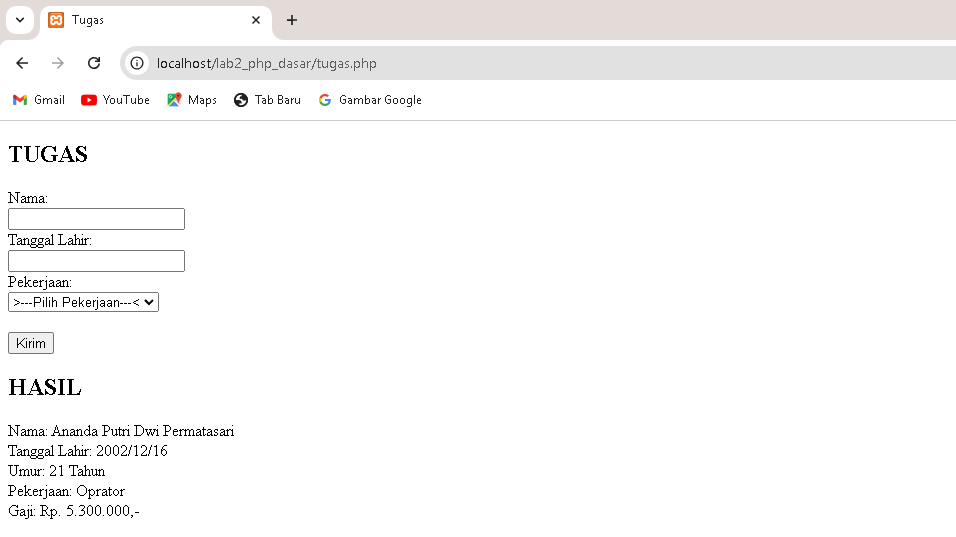 Tugas
localhost/lab2_php_dasar/tugas.php
Gmail YouTube Maps Tab Baru Gambar Google
TUGAS
Nama:
Tanggal Lahir:
Pekerjaan:
>---Pilih Pekerjaan---<
Kirim
HASIL
Nama: Ananda Putri Dwi Permatasari
Tanggal Lahir: 2002/12/16
Umur: 21 Tahun
Pekerjaan: Oprator
Gaji: Rp. 5.300.000,-